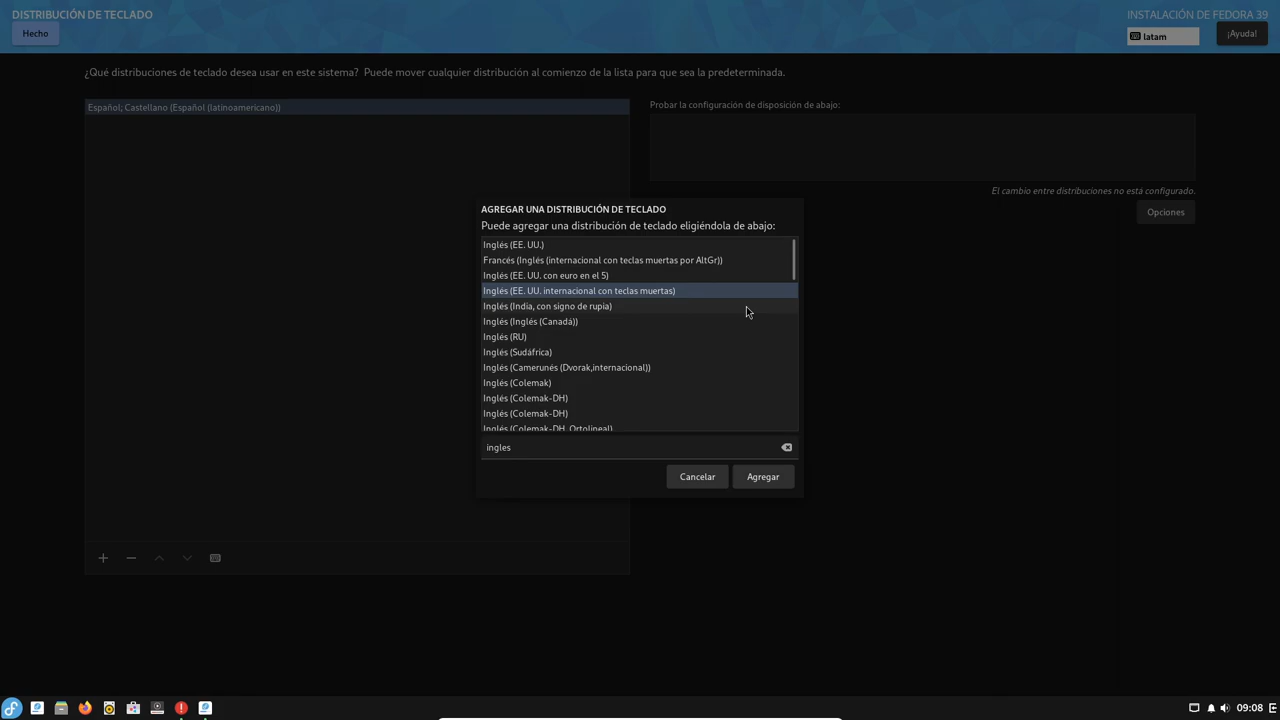 DISTRIBUCIÓN DE TECLADO
INSTALACIÓN DE FEDORA 39
Hecho
latam
¡Ayuda!
¿Qué distribuciones de teclado desea usar en este sistema?  Puede mover cualquier distribución al comienzo de la lista para que sea la predeterminada.
Español; Castellano (Español (latinoamericano))
Probar la configuración de disposición de abajo:
El cambio entre distribuciones no está configurado.
Opciones
AGREGAR UNA DISTRIBUCIÓN DE TECLADO
Puede agregar una distribución de teclado eligiéndola de abajo:
Inglés (EE. UU.)
Francés (Inglés (internacional con teclas muertas por AltGr))
Inglés (EE. UU. con euro en el 5)
Inglés (EE. UU. internacional con teclas muertas)
Inglés (India, con signo de rupia)
Inglés (Inglés (Canadá))
Inglés (RU)
Inglés (Sudáfrica)
Inglés (Camerunés (Dvorak,internacional))
Inglés (Colemak)
Inglés (Colemak-DH)
Inglés (Colemak-DH)
Inglés (Colemak-DH, Ortolineal)
ingles
Cancelar
Agregar
09:08